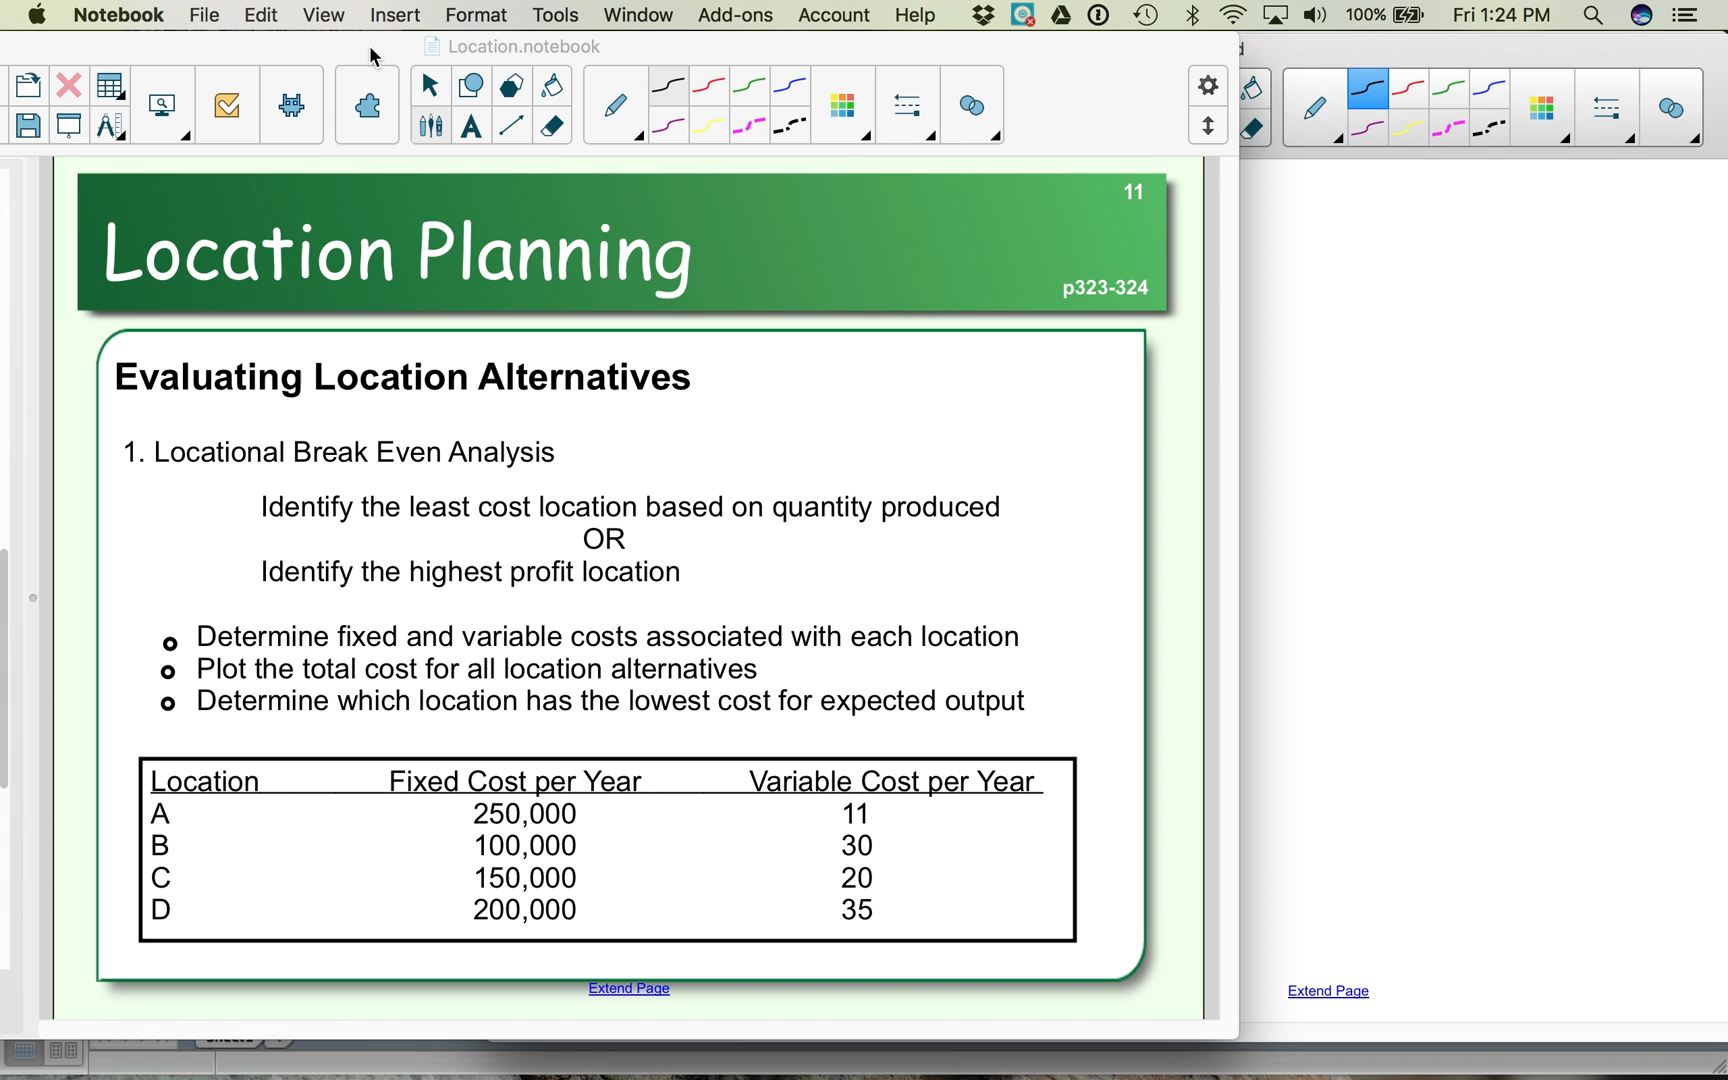 Notebook File Edit View Insert Format Tools Window Add-ons Account Help 100% Fri 1:24 PM
Location.notebook
11
Location Planning
p323-324
Evaluating Location Alternatives
1. Locational Break Even Analysis
Identify the least cost location based on quantity produced
OR
Identify the highest profit location
Determine fixed and variable costs associated with each location
Plot the total cost for all location alternatives
Determine which location has the lowest cost for expected output
Location Fixed Cost per Year Variable Cost per Year
A 250,000 11
B 100,000 30
C 150,000 20
D 200,000 35
Extend Page
Extend Page